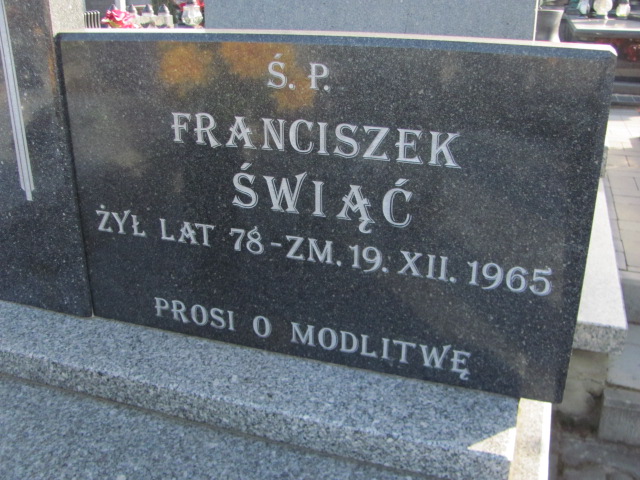 Ś. P.
FRANCISZEK
ŚWIĄĆ
ŻYŁ LAT 78 - ZM. 19. XII. 1965
PROSI O MODLITWĘ